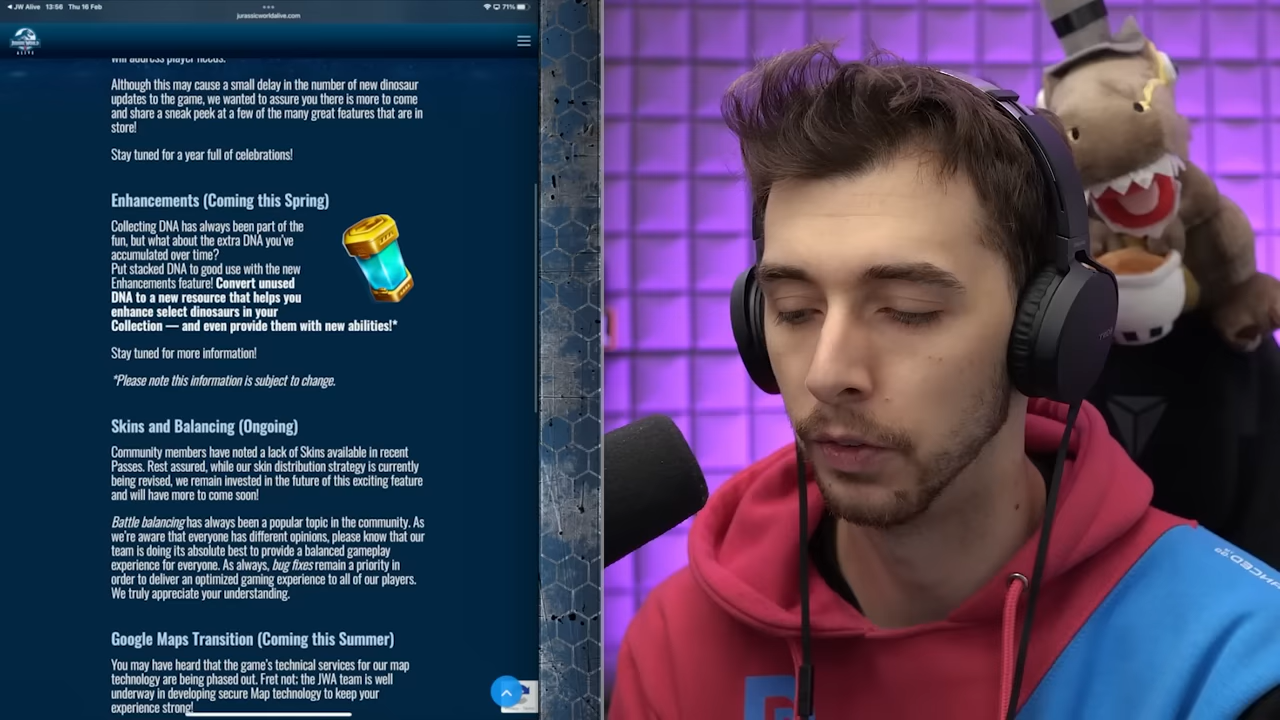 JW Alive 13:56 Thu 16 Feb
jurassicworldalive.com
71%
will address player needs.
Although this may cause a small delay in the number of new dinosaur
updates to the game, we wanted to assure you there is more to come
and share a sneak peek at a few of the many great features that are in
store!
Stay tuned for a year full of celebrations!
Enhancements (Coming this Spring)
Collecting DNA has always been part of the
fun, but what about the extra DNA you've
accumulated over time?
Put stacked DNA to good use with the new
Enhancements feature! Convert unused
DNA to a new resource that helps you
enhance select dinosaurs in your
Collection — and even provide them with new abilities!*
Stay tuned for more information!
*Please note this information is subject to change.
Skins and Balancing (Ongoing)
Community members have noted a lack of Skins available in recent
Passes. Rest assured, while our skin distribution strategy is currently
being revised, we remain invested in the future of this exciting feature
and will have more to come soon!
Battle balancing has always been a popular topic in the community. As
we're aware that everyone has different opinions, please know that our
team is doing its absolute best to provide a balanced gameplay
experience for everyone. As always, bug fixes remain a priority in
order to deliver an optimized gaming experience to all of our players.
We truly appreciate your understanding.
Google Maps Transition (Coming this Summer)
You may have heard that the game's technical services for our map
technology are being phased out. Fret not: the JWA team is well
underway in developing secure Map technology to keep your
experience strong!